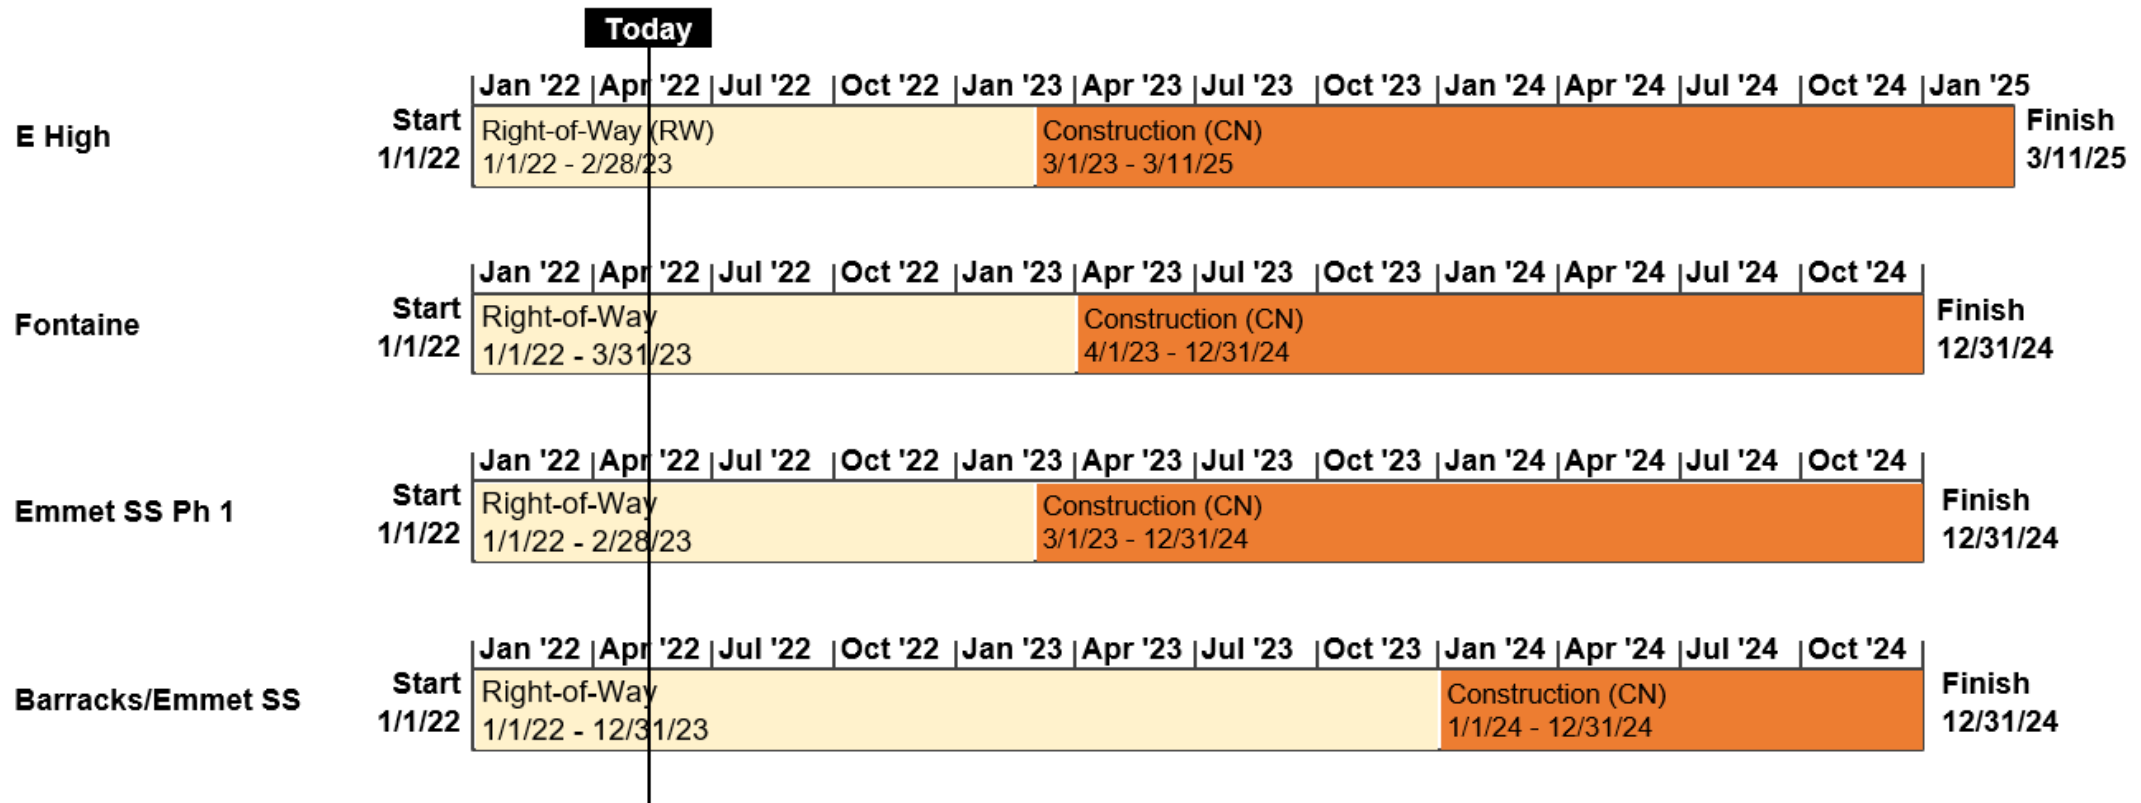 Today
Jan '22 Apr '22 Jul '22 Oct '22 Jan '23 Apr '23 Jul '23 Oct '23 Jan '24 Apr '24 Jul '24 Oct '24 Jan '25
E High
Start
1/1/22
Right-of-Way (RW)
1/1/22 - 2/28/23
Construction (CN)
3/1/23 - 3/11/25
Finish
3/11/25
Jan '22 Apr '22 Jul '22 Oct '22 Jan '23 Apr '23 Jul '23 Oct '23 Jan '24 Apr '24 Jul '24 Oct '24
Fontaine
Start
1/1/22
Right-of-Way
1/1/22 - 3/31/23
Construction (CN)
4/1/23 - 12/31/24
Finish
12/31/24
Jan '22 Apr '22 Jul '22 Oct '22 Jan '23 Apr '23 Jul '23 Oct '23 Jan '24 Apr '24 Jul '24 Oct '24
Emmet SS Ph 1
Start
1/1/22
Right-of-Way
1/1/22 - 2/28/23
Construction (CN)
3/1/23 - 12/31/24
Finish
12/31/24
Jan '22 Apr '22 Jul '22 Oct '22 Jan '23 Apr '23 Jul '23 Oct '23 Jan '24 Apr '24 Jul '24 Oct '24
Barracks/Emmet SS
Start
1/1/22
Right-of-Way
1/1/22 - 12/31/23
Construction (CN)
1/1/24 - 12/31/24
Finish
12/31/24